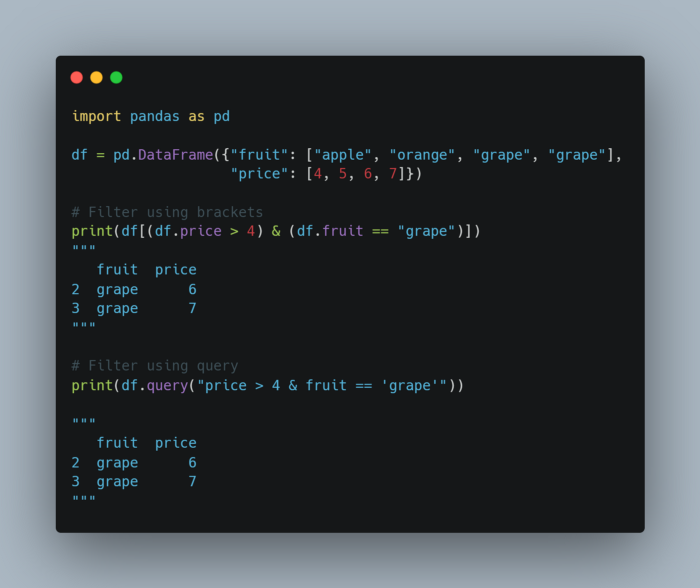 import pandas as pd
df = pd.DataFrame({"fruit": ["apple", "orange", "grape", "grape"],
                   "price": [4, 5, 6, 7]})
# Filter using brackets
print(df[(df.price > 4) & (df.fruit == "grape")])
"""
   fruit  price
2  grape      6
3  grape      7
"""
# Filter using query
print(df.query("price > 4 & fruit == 'grape'"))
"""
   fruit  price
2  grape      6
3  grape      7
"""